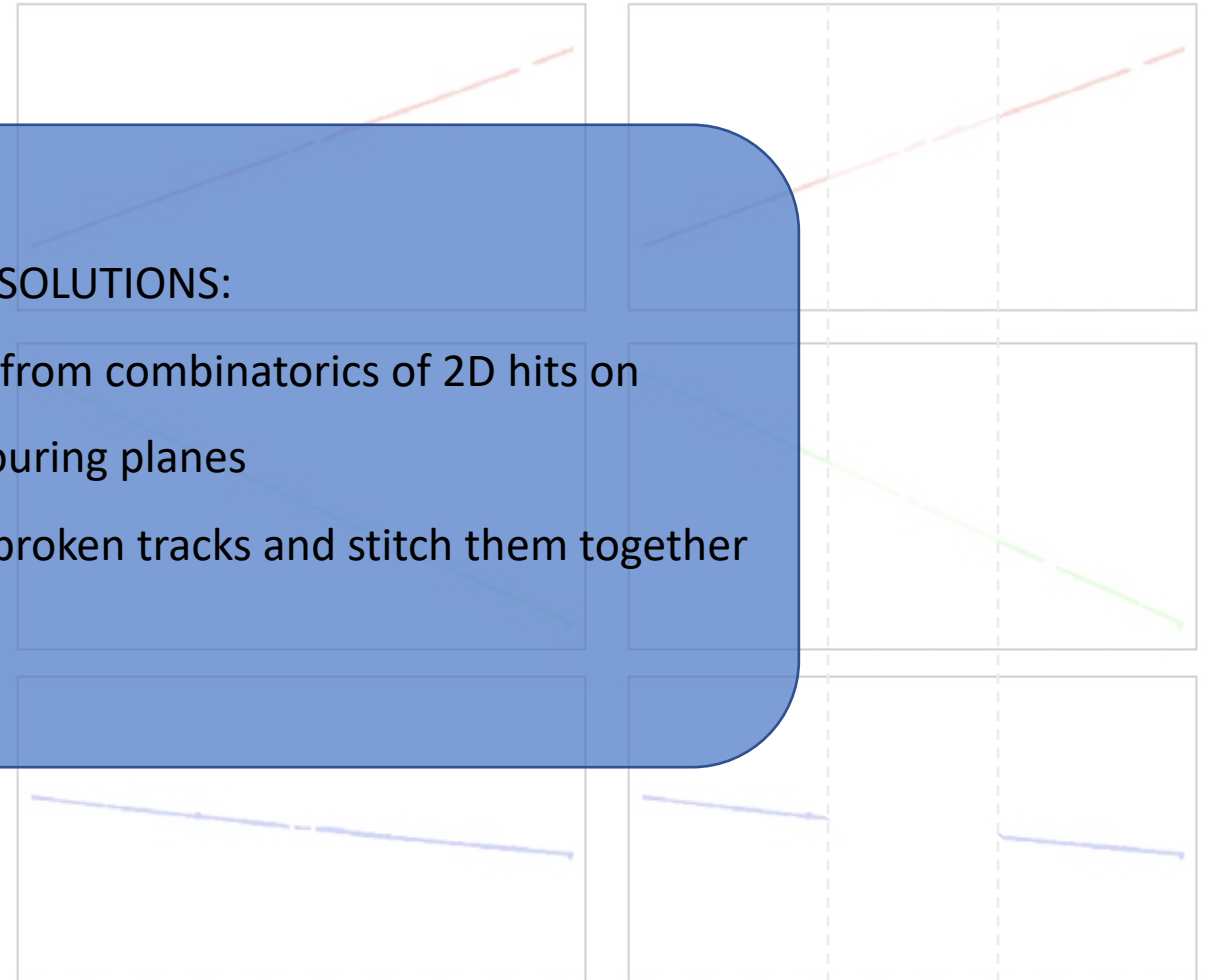 SOLUTIONS:
from combinatorics of 2D hits on
ouring planes
broken tracks and stitch them together